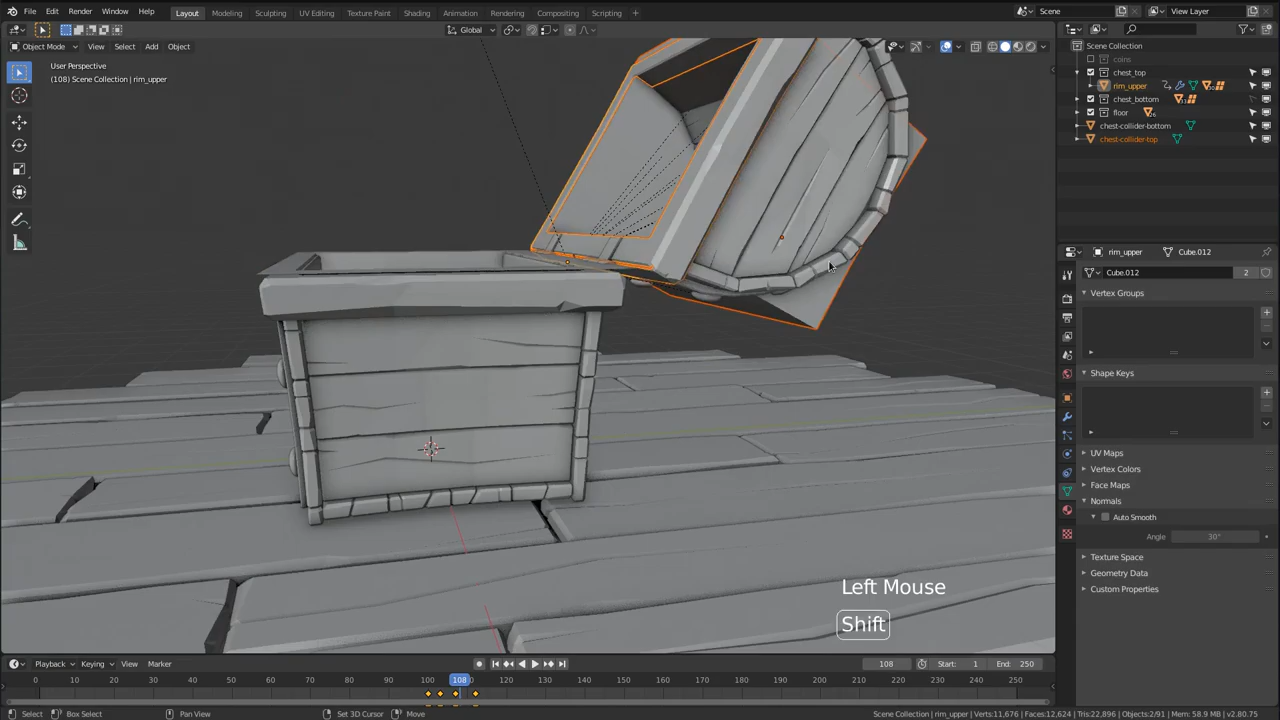 File Edit Render Window Help Layout Modeling Sculpting UV Editing Texture Paint Shading Animation Rendering Compositing Scripting + Scene View Layer
Global
Object Mode View Select Add Object
User Perspective
(108) Scene Collection | rim_upper
Scene Collection
coins
chest_top
rim_upper
chest_bottom
floor
chest-collider-bottom
chest-collider-top
rim_upper Cube.012
Cube.012 2
Vertex Groups
Shape Keys
UV Maps
Vertex Colors
Face Maps
Normals
Auto Smooth
Angle 30°
Texture Space
Geometry Data
Custom Properties
Left Mouse
Shift
Playback Keying View Marker 108 Start: 1 End: 250
0 10 20 30 40 50 60 70 80 90 100 108 120 130 140 150 160 170 180 190 200 210 220 230 240 250
Select Box Select Pan View Set 3D Cursor Move Scene Collection | rim_upper | Verts:11,676 | Faces:12,624 | Tris:22,896 | Objects:2/91 | Mem: 58.9 MB | v2.80.75